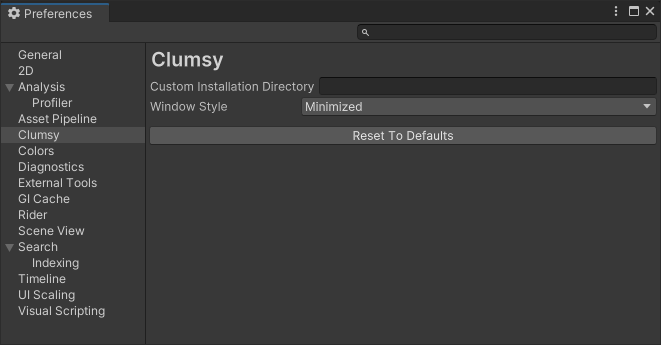 Preferences
General
2D
Analysis
Profiler
Asset Pipeline
Clumsy
Colors
Diagnostics
External Tools
GI Cache
Rider
Scene View
Search
Indexing
Timeline
UI Scaling
Visual Scripting
Clumsy
Custom Installation Directory
Window Style Minimized
Reset To Defaults